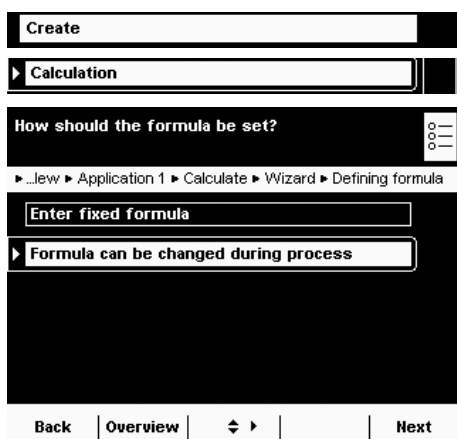 Create
Calculation
How should the formula be set?
...lew ▸ Application 1 ▸ Calculate ▸ Wizard ▸ Defining formula
Enter fixed formula
Formula can be changed during process
Back Overview Next